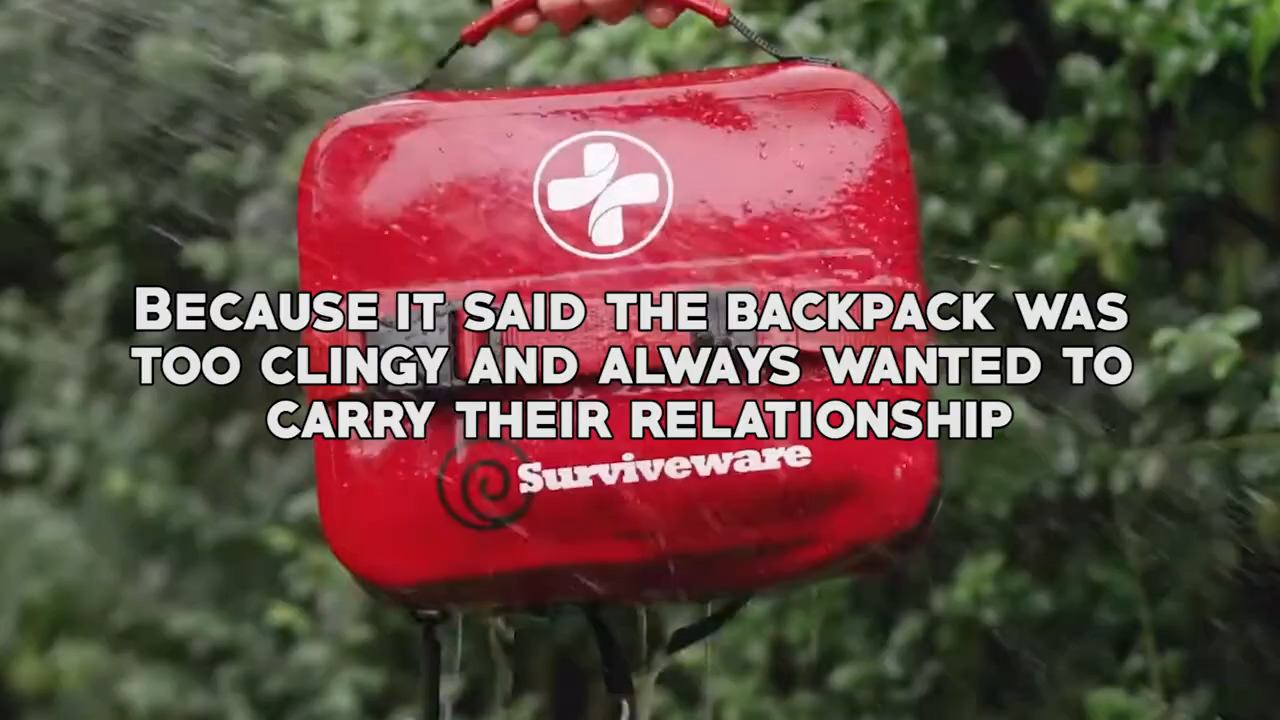 Because it said the backpack was
too clingy and always wanted to
carry their relationship
Surviveware